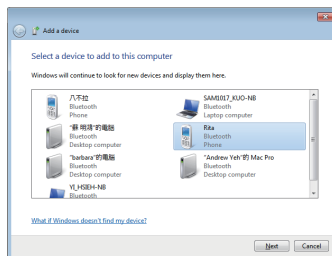 Add a device
Select a device to add to this computer
Windows will continue to look for new devices and display them here.
八不拉
Bluetooth
Phone
SAM1017_KUO-NB
Bluetooth
Laptop computer
"蘇 明鴻"的電腦
Bluetooth
Desktop computer
Rita
Bluetooth
Phone
"barbara"的電腦
Bluetooth
Desktop computer
"Andrew Yeh"的 Mac Pro
Bluetooth
Desktop computer
YI_HSIEH-NB
Bluetooth
What if Windows doesn't find my device?
Next
Cancel